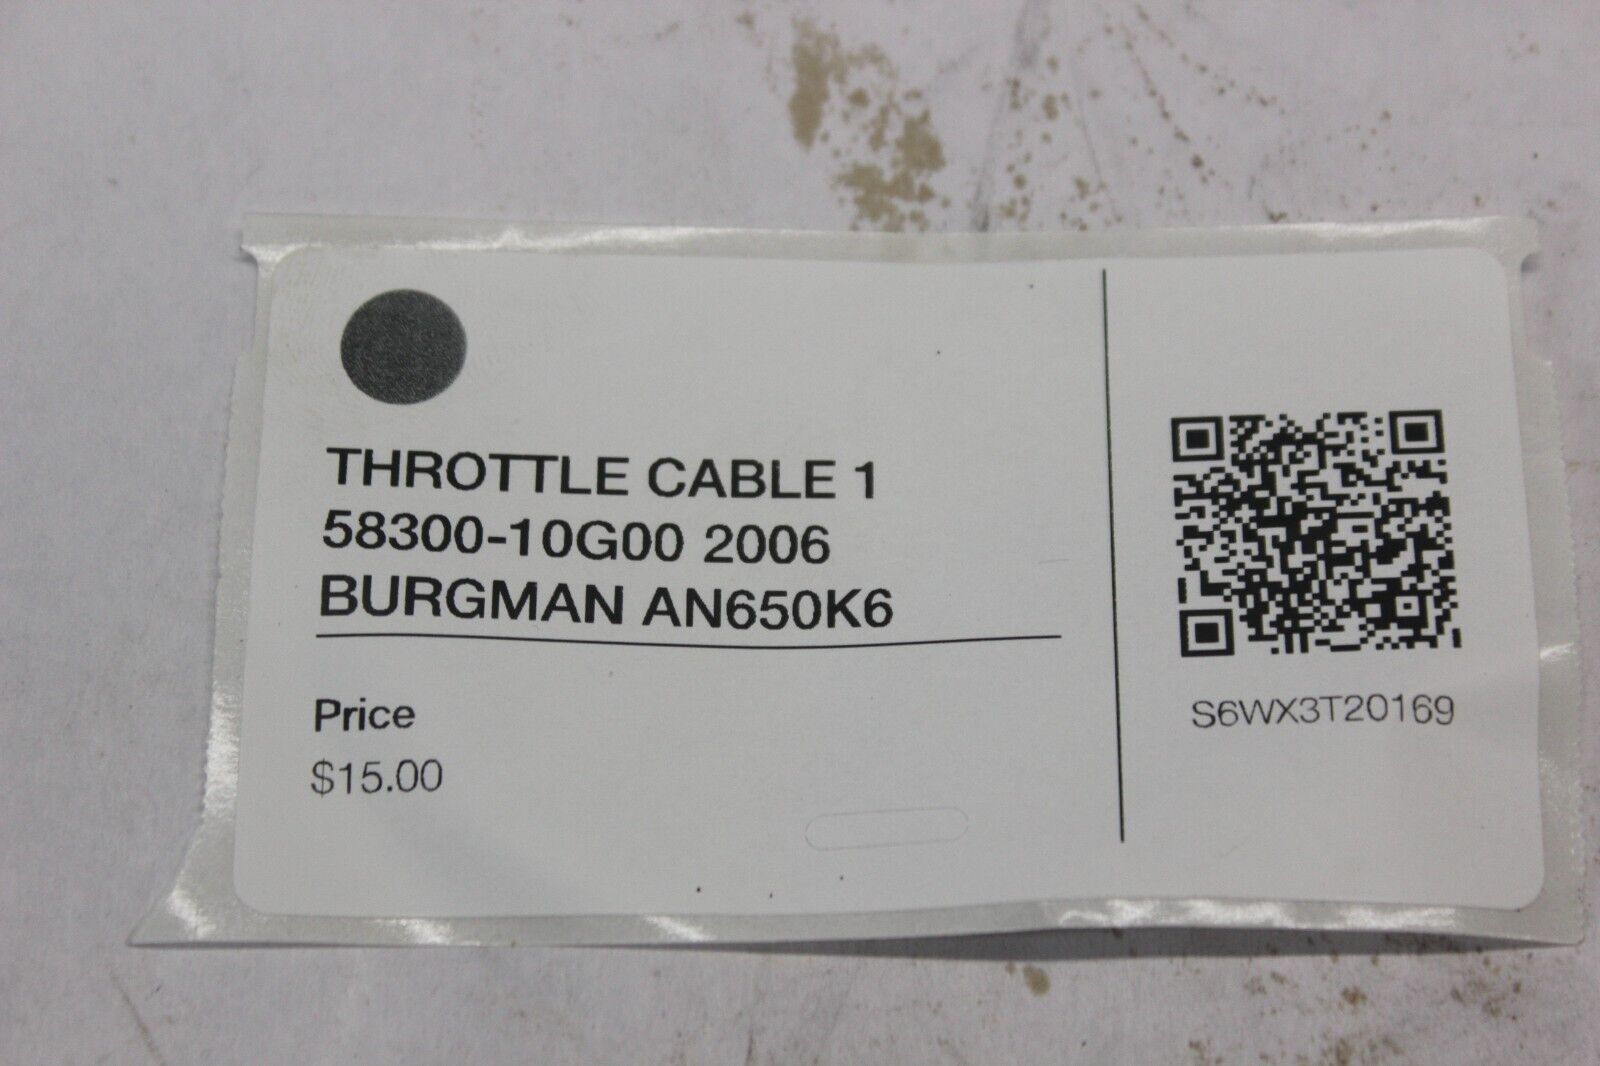 THROTTLE CABLE 1
58300-10G00 2006
BURGMAN AN650K6
Price
$15.00
S6WX3T20169